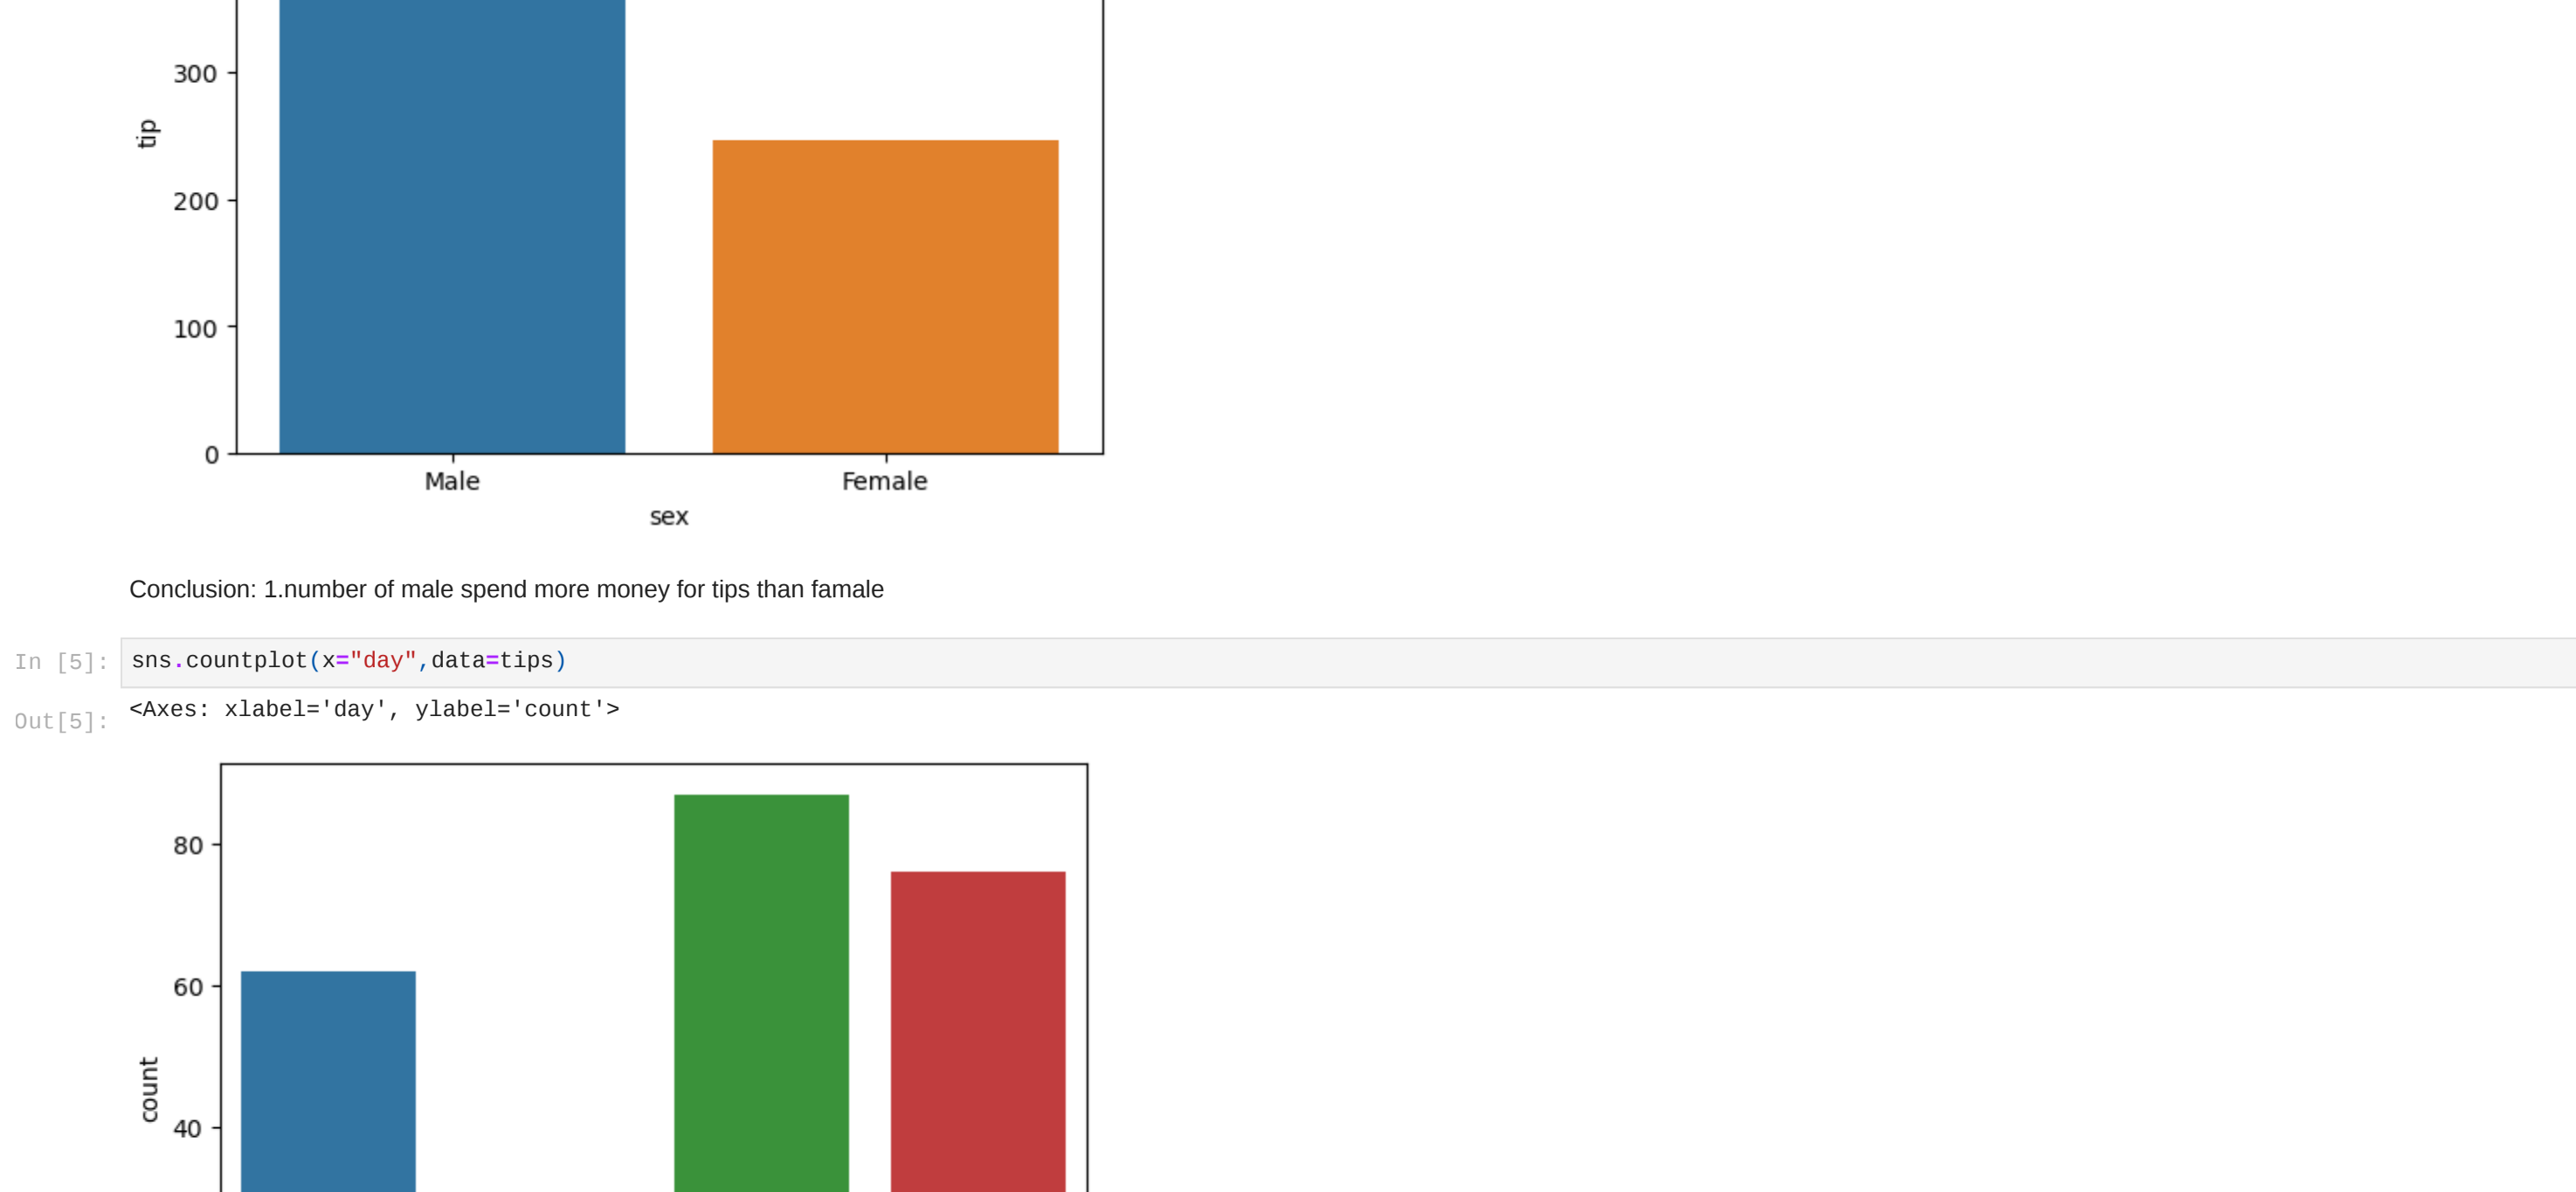 300
tip
200
100
0
Male Female
sex
Conclusion: 1.number of male spend more money for tips than famale
In [5]: sns.countplot(x="day",data=tips)
Out[5]: <Axes: xlabel='day', ylabel='count'>
80
60
count
40